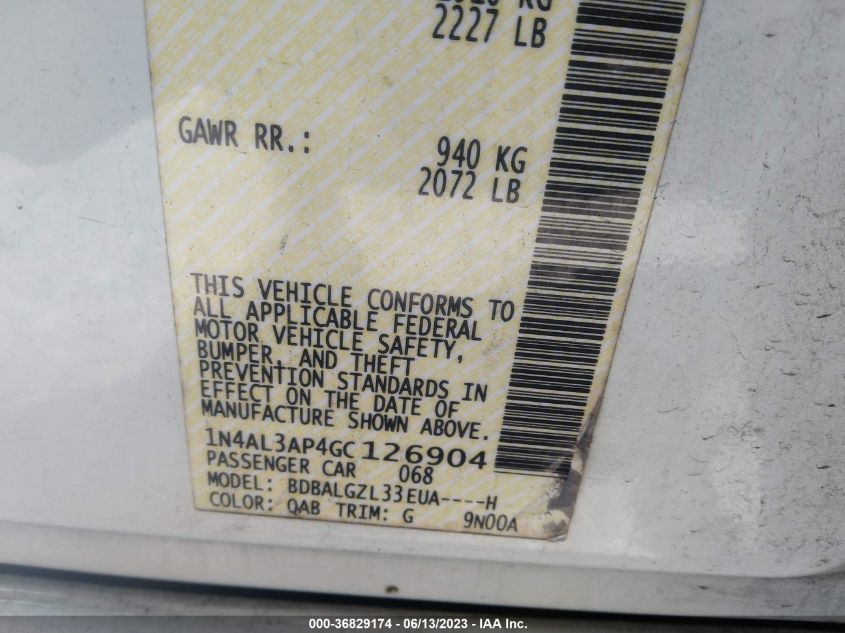 2227 LB
GAWR RR.: 940 KG
2072 LB
THIS VEHICLE CONFORMS TO
ALL APPLICABLE FEDERAL
MOTOR VEHICLE SAFETY,
BUMPER, AND THEFT
PREVENTION STANDARDS IN
EFFECT ON THE DATE OF
MANUFACTURE SHOWN ABOVE.
1N4AL3AP4GC126904
PASSENGER CAR 068
MODEL: BDBALGZL33EUA----H
COLOR: QAB TRIM: G 9N00A
000-36829174 - 06/13/2023 - IAA Inc.